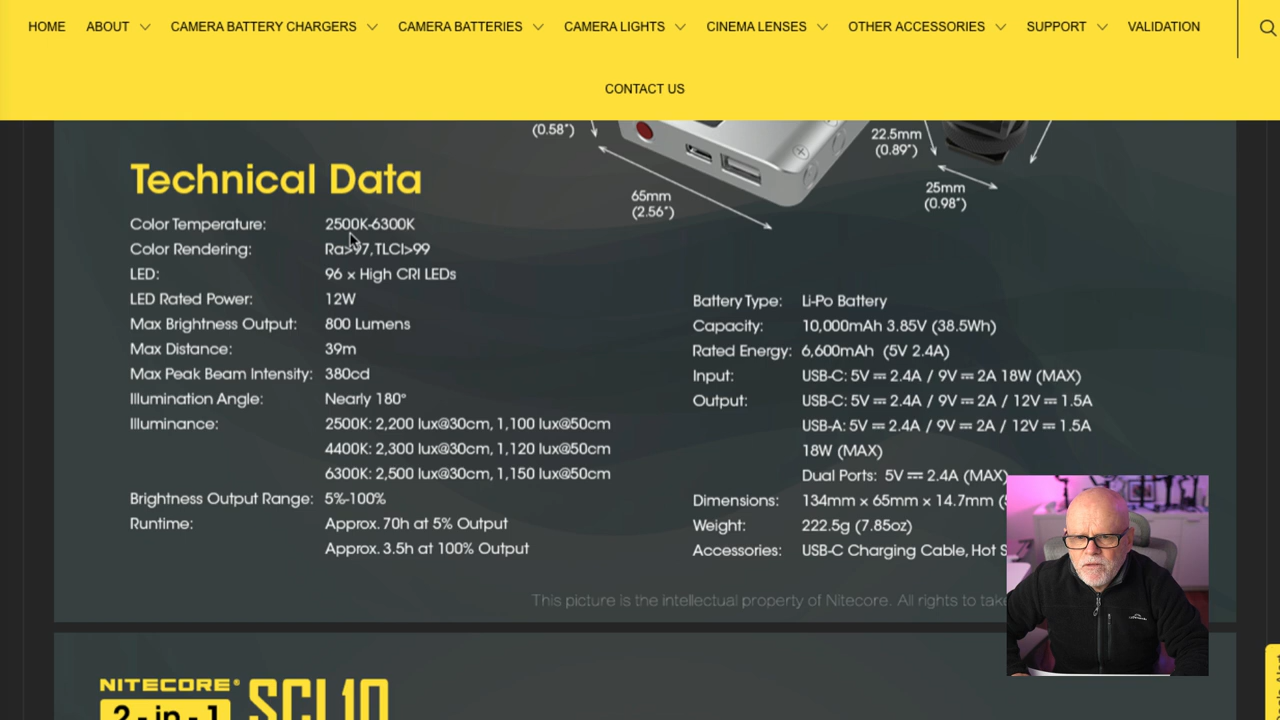 HOME ABOUT CAMERA BATTERY CHARGERS CAMERA BATTERIES CAMERA LIGHTS CINEMA LENSES OTHER ACCESSORIES SUPPORT VALIDATION
CONTACT US
(0.58")
22.5mm
(0.89")
65mm
(2.56")
25mm
(0.98")
Technical Data
Color Temperature: 2500K-6300K
Color Rendering: Ra>97, TLCI>99
LED: 96 x High CRI LEDs
LED Rated Power: 12W
Max Brightness Output: 800 Lumens
Max Distance: 39m
Max Peak Beam Intensity: 380cd
Illumination Angle: Nearly 180°
Illuminance: 2500K: 2,200 lux@30cm, 1,100 lux@50cm
4400K: 2,300 lux@30cm, 1,120 lux@50cm
6300K: 2,500 lux@30cm, 1,150 lux@50cm
Brightness Output Range: 5%-100%
Runtime: Approx. 70h at 5% Output
Approx. 3.5h at 100% Output
Battery Type: Li-Po Battery
Capacity: 10,000mAh 3.85V (38.5Wh)
Rated Energy: 6,600mAh (5V 2.4A)
Input: USB-C: 5V⎓2.4A / 9V⎓2A 18W (MAX)
Output: USB-C: 5V⎓2.4A / 9V⎓2A / 12V⎓1.5A
USB-A: 5V⎓2.4A / 9V⎓2A / 12V⎓1.5A
18W (MAX)
Dual Ports: 5V⎓2.4A (MAX)
Dimensions: 134mm x 65mm x 14.7mm
Weight: 222.5g (7.85oz)
Accessories: USB-C Charging Cable, Hot
This picture is the intellectual property of Nitecore. All rights to
NITECORE® SCL10
2-in-1